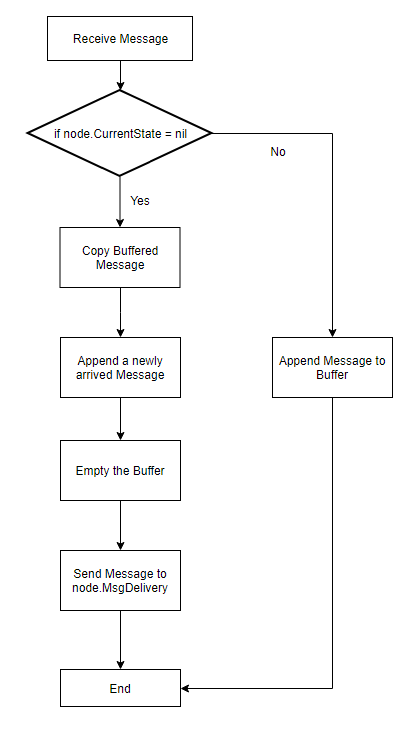 Receive Message
if node.CurrentState = nil
No
Yes
Copy Buffered
Message
Append a newly
arrived Message
Append Message to
Buffer
Empty the Buffer
Send Message to
node.MsgDelivery
End